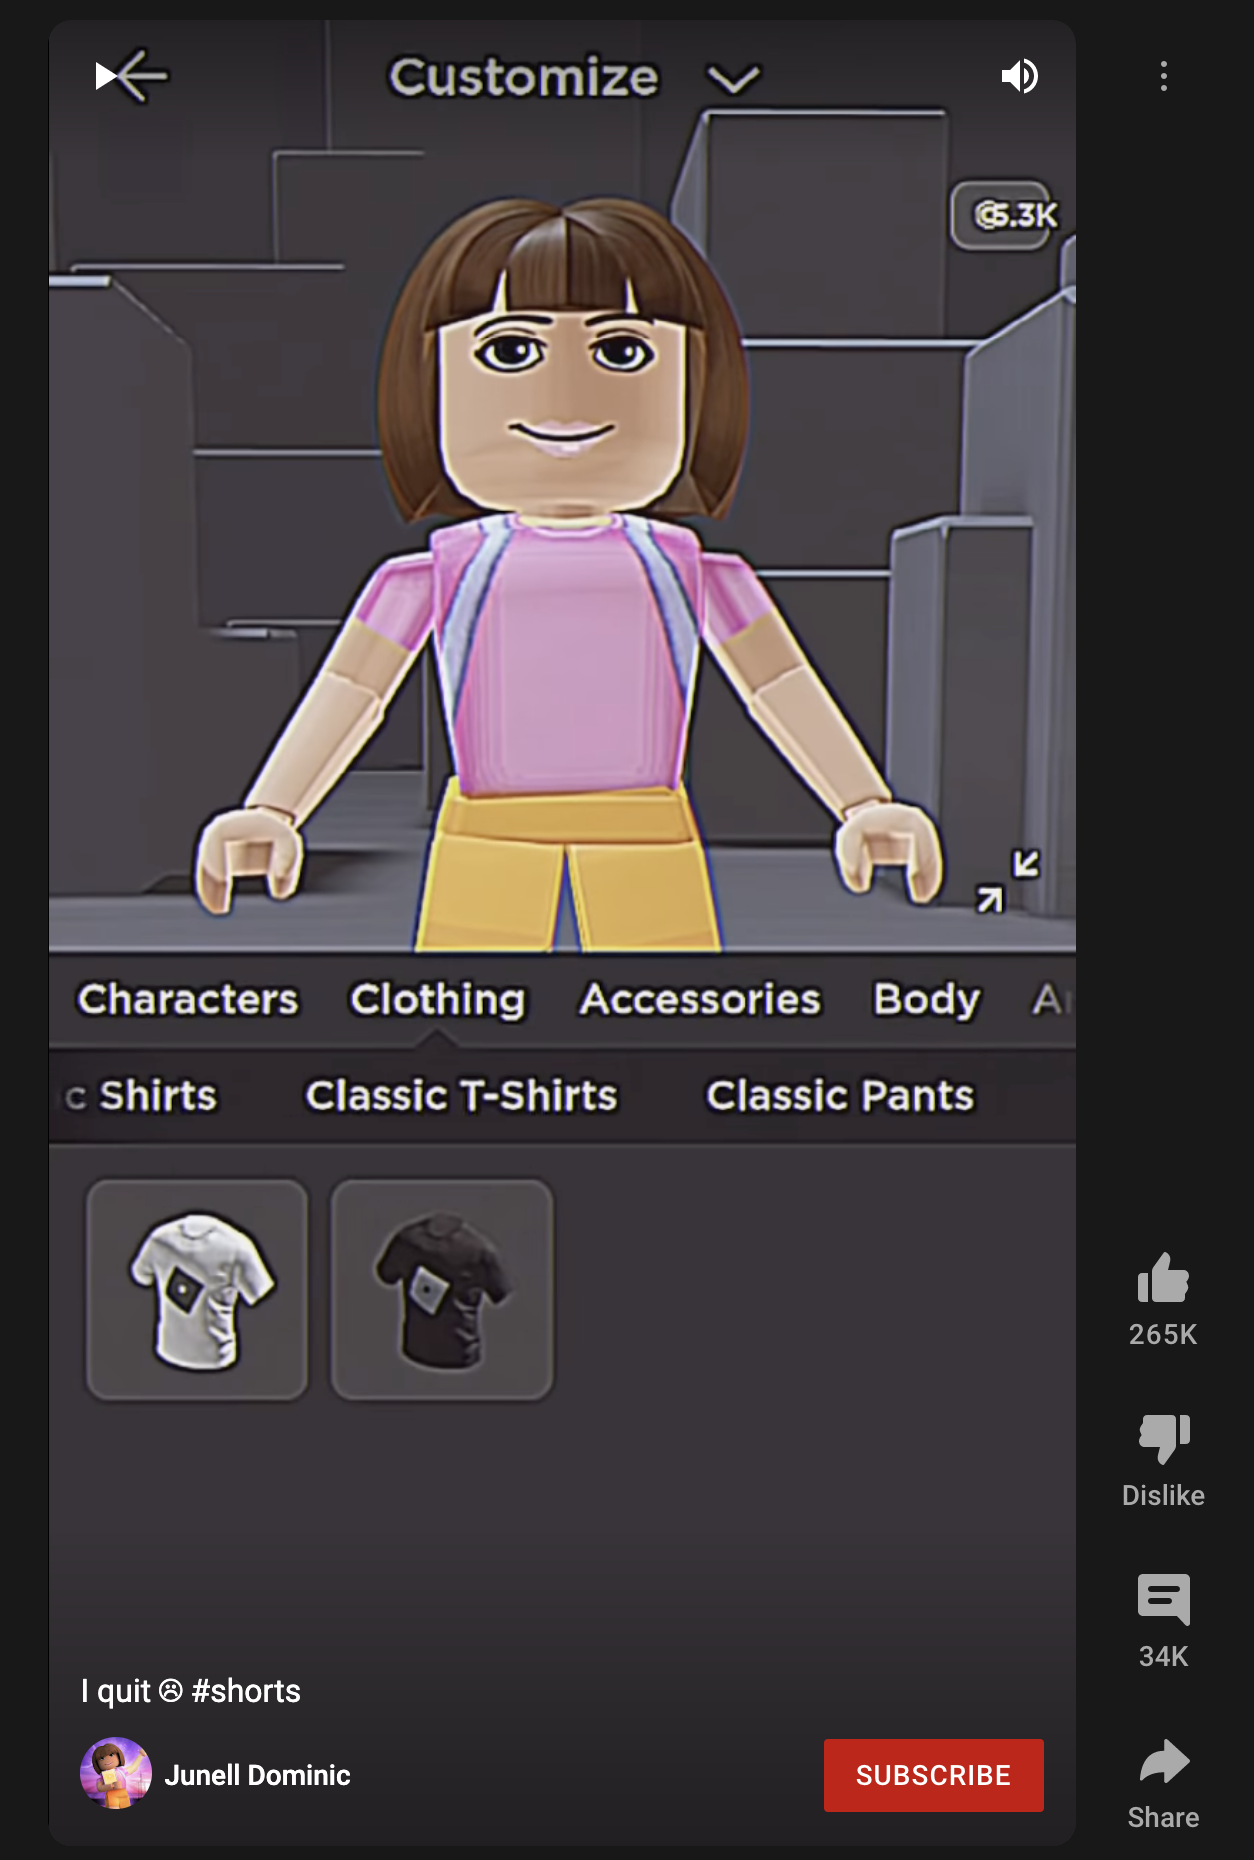 Customize
5.3K
Characters Clothing Accessories Body
c Shirts Classic T-Shirts Classic Pants
265K
Dislike
34K
I quit ☹ #shorts
Junell Dominic
SUBSCRIBE
Share